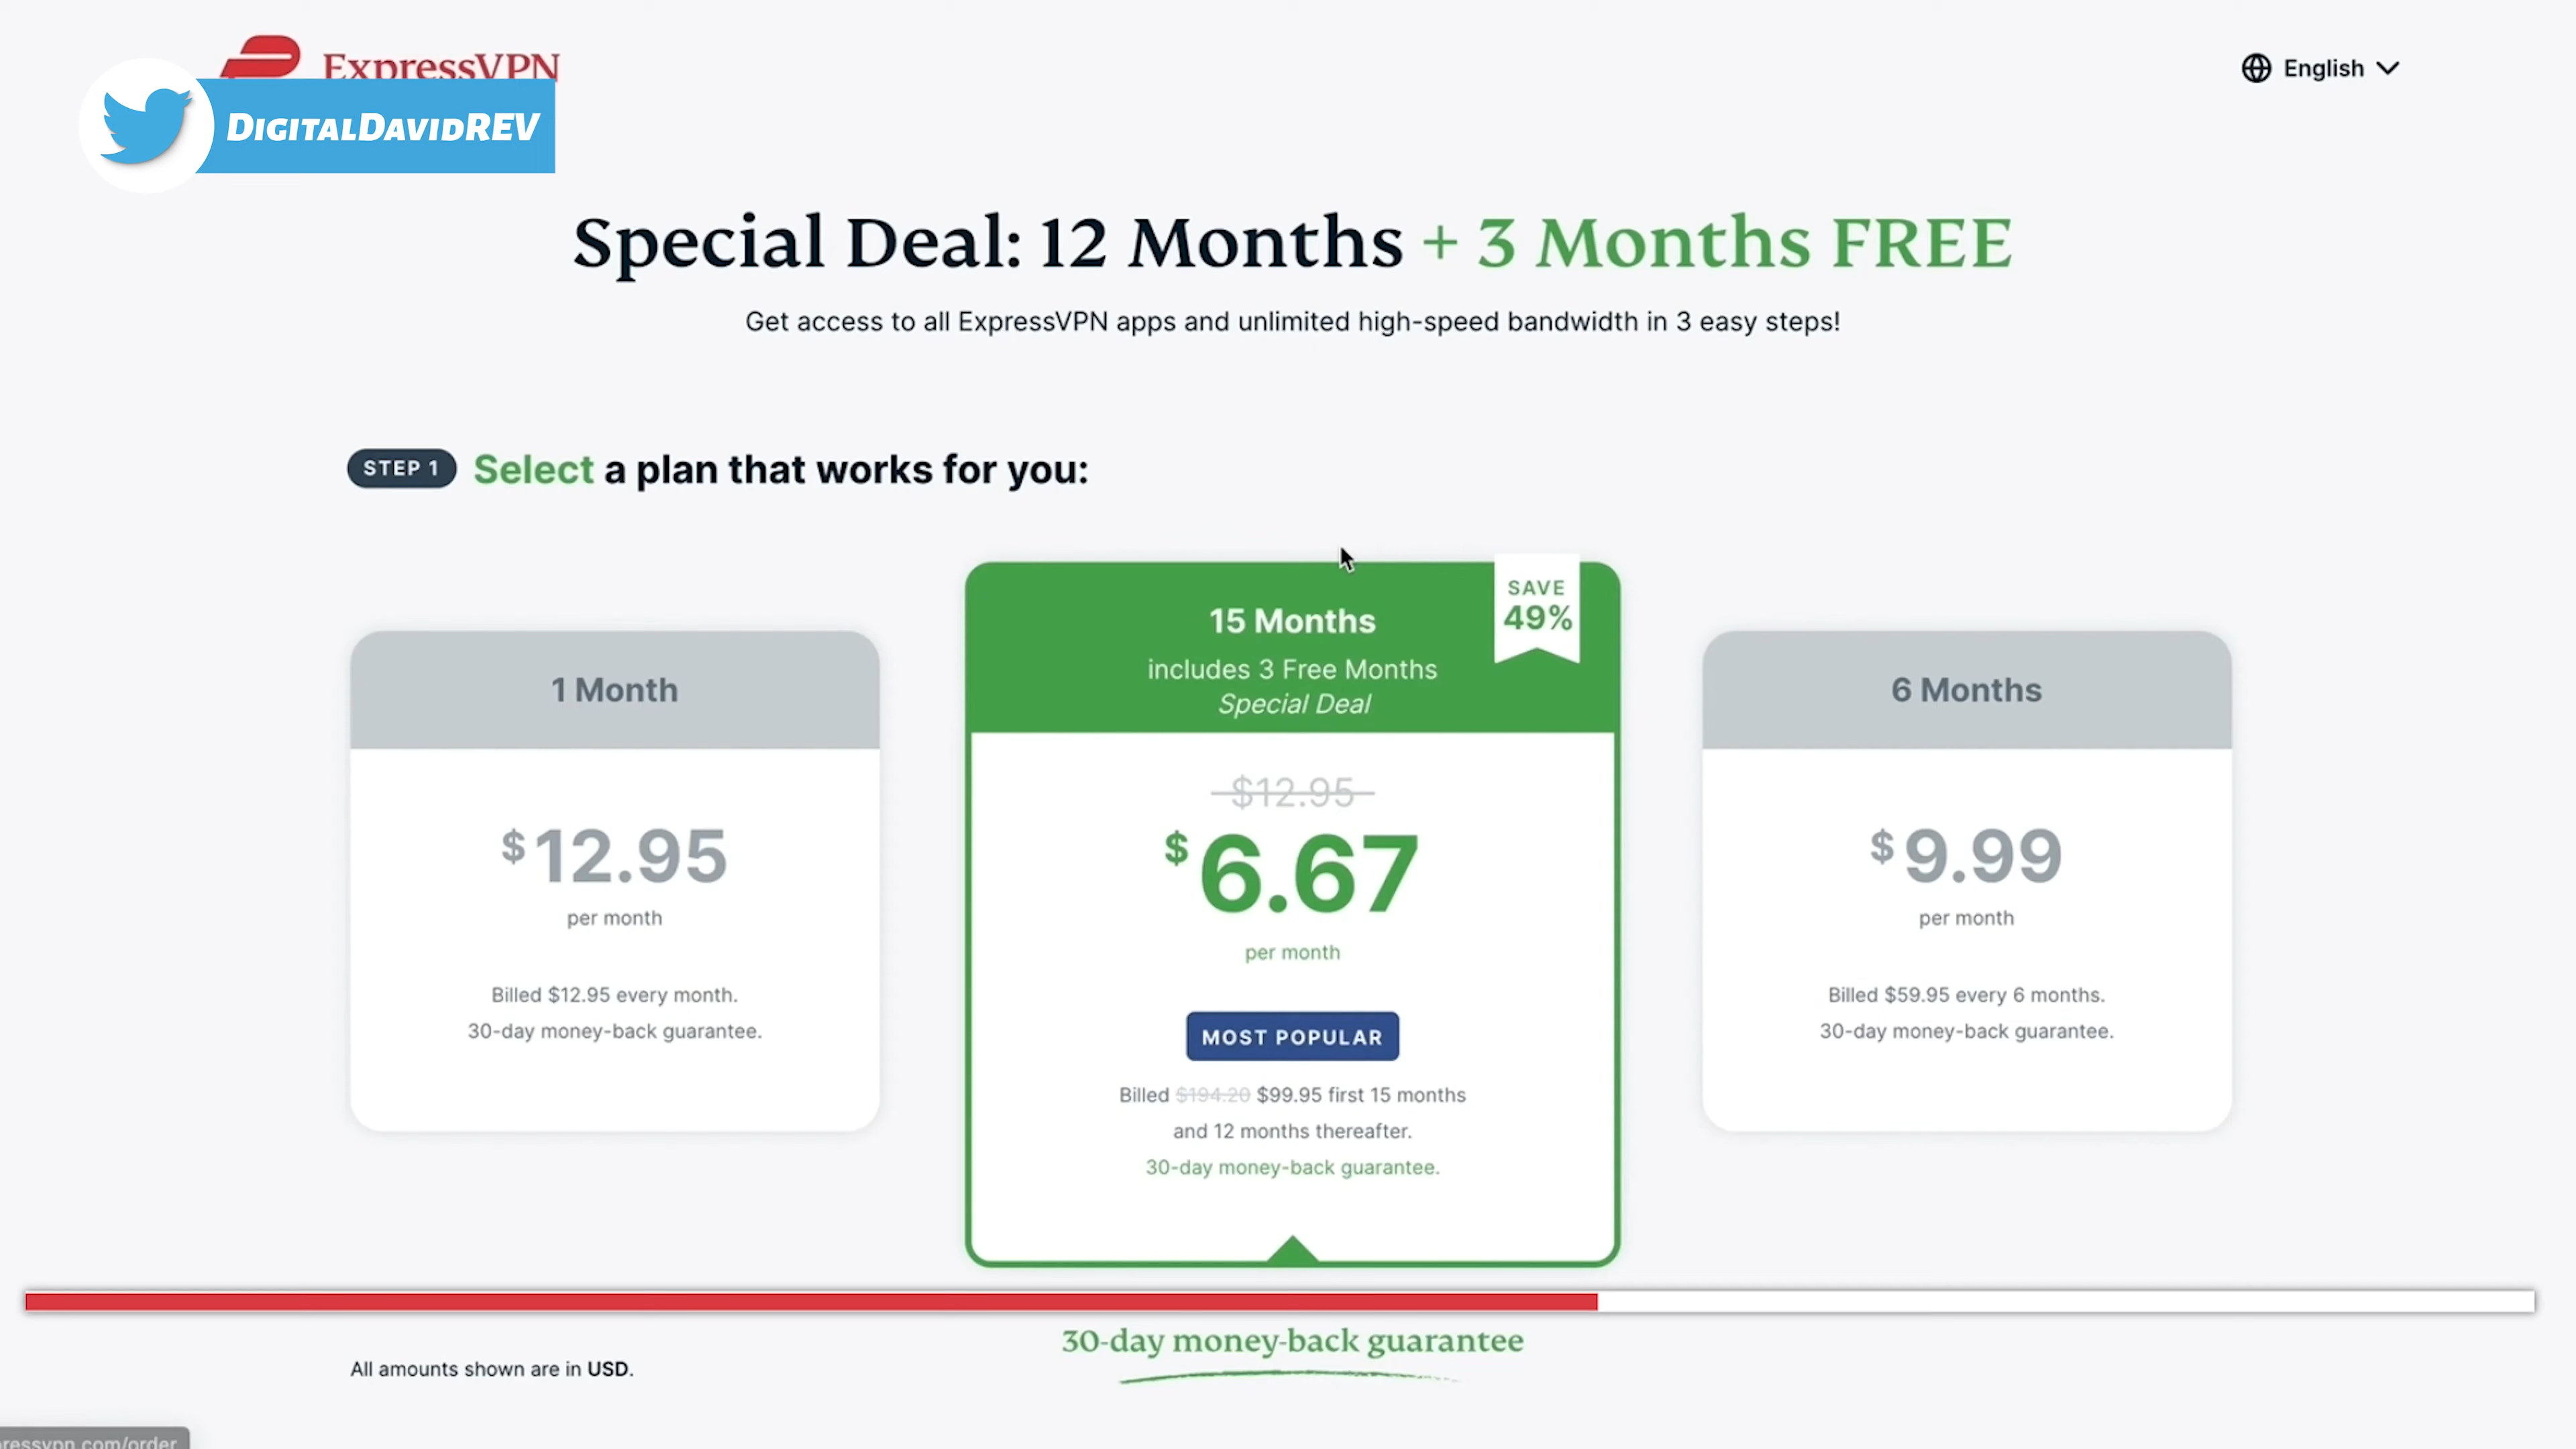 ExpressVPN
DIGITALDAVIDREV
English
Special Deal: 12 Months + 3 Months FREE
Get access to all ExpressVPN apps and unlimited high-speed bandwidth in 3 easy steps!
STEP 1 Select a plan that works for you:
1 Month
$12.95
per month
Billed $12.95 every month.
30-day money-back guarantee.
SAVE
49%
15 Months
includes 3 Free Months
Special Deal
$12.95
$6.67
per month
MOST POPULAR
Billed $194.20 $99.95 first 15 months
and 12 months thereafter.
30-day money-back guarantee.
6 Months
$9.99
per month
Billed $59.95 every 6 months.
30-day money-back guarantee.
30-day money-back guarantee
All amounts shown are in USD.
pressvpn.com/order